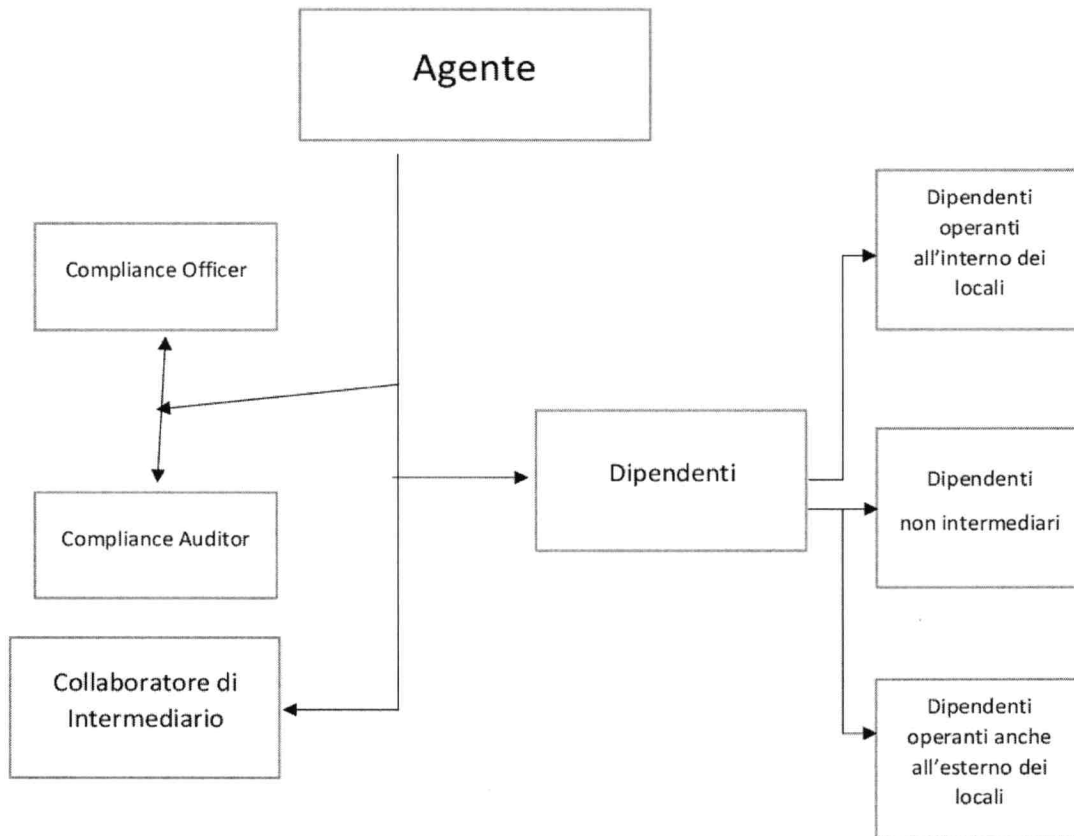 Agente
Compliance Officer
Compliance Auditor
Collaboratore di
Intermediario
Dipendenti
Dipendenti
operanti
all’interno dei
locali
Dipendenti
non intermediari
Dipendenti
operanti anche
all’esterno dei
locali